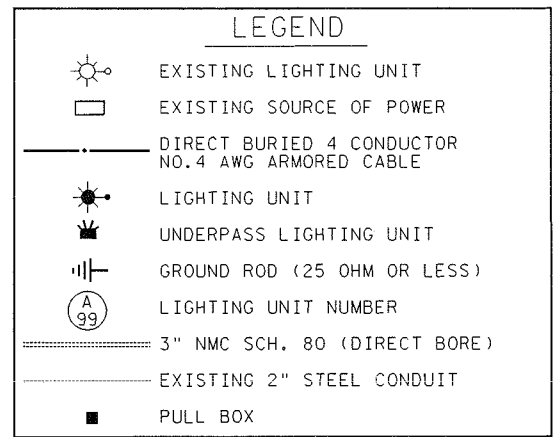 LEGEND
EXISTING LIGHTING UNIT
EXISTING SOURCE OF POWER
DIRECT BURIED 4 CONDUCTOR
NO.4 AWG ARMORED CABLE
LIGHTING UNIT
UNDERPASS LIGHTING UNIT
GROUND ROD (25 OHM OR LESS)
A
99
LIGHTING UNIT NUMBER
3" NMC SCH. 80 (DIRECT BORE)
EXISTING 2" STEEL CONDUIT
PULL BOX